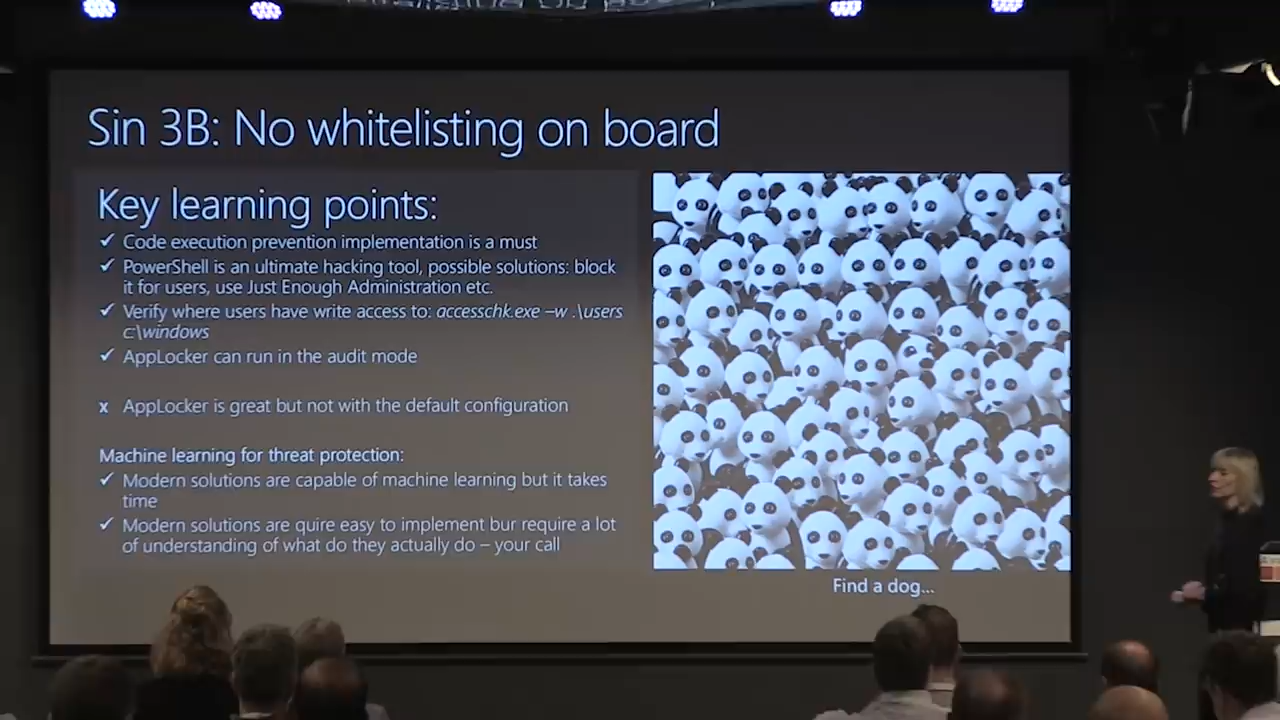 Sin 3B: No whitelisting on board
Key learning points:
✓ Code execution prevention implementation is a must
✓ PowerShell is an ultimate hacking tool, possible solutions: block
it for users, use Just Enough Administration etc.
✓ Verify where users have write access to: accesschk.exe –w .\users
c:\windows
✓ AppLocker can run in the audit mode
x AppLocker is great but not with the default configuration
Machine learning for threat protection:
✓ Modern solutions are capable of machine learning but it takes
time
✓ Modern solutions are quire easy to implement bur require a lot
of understanding of what do they actually do – your call
Find a dog...